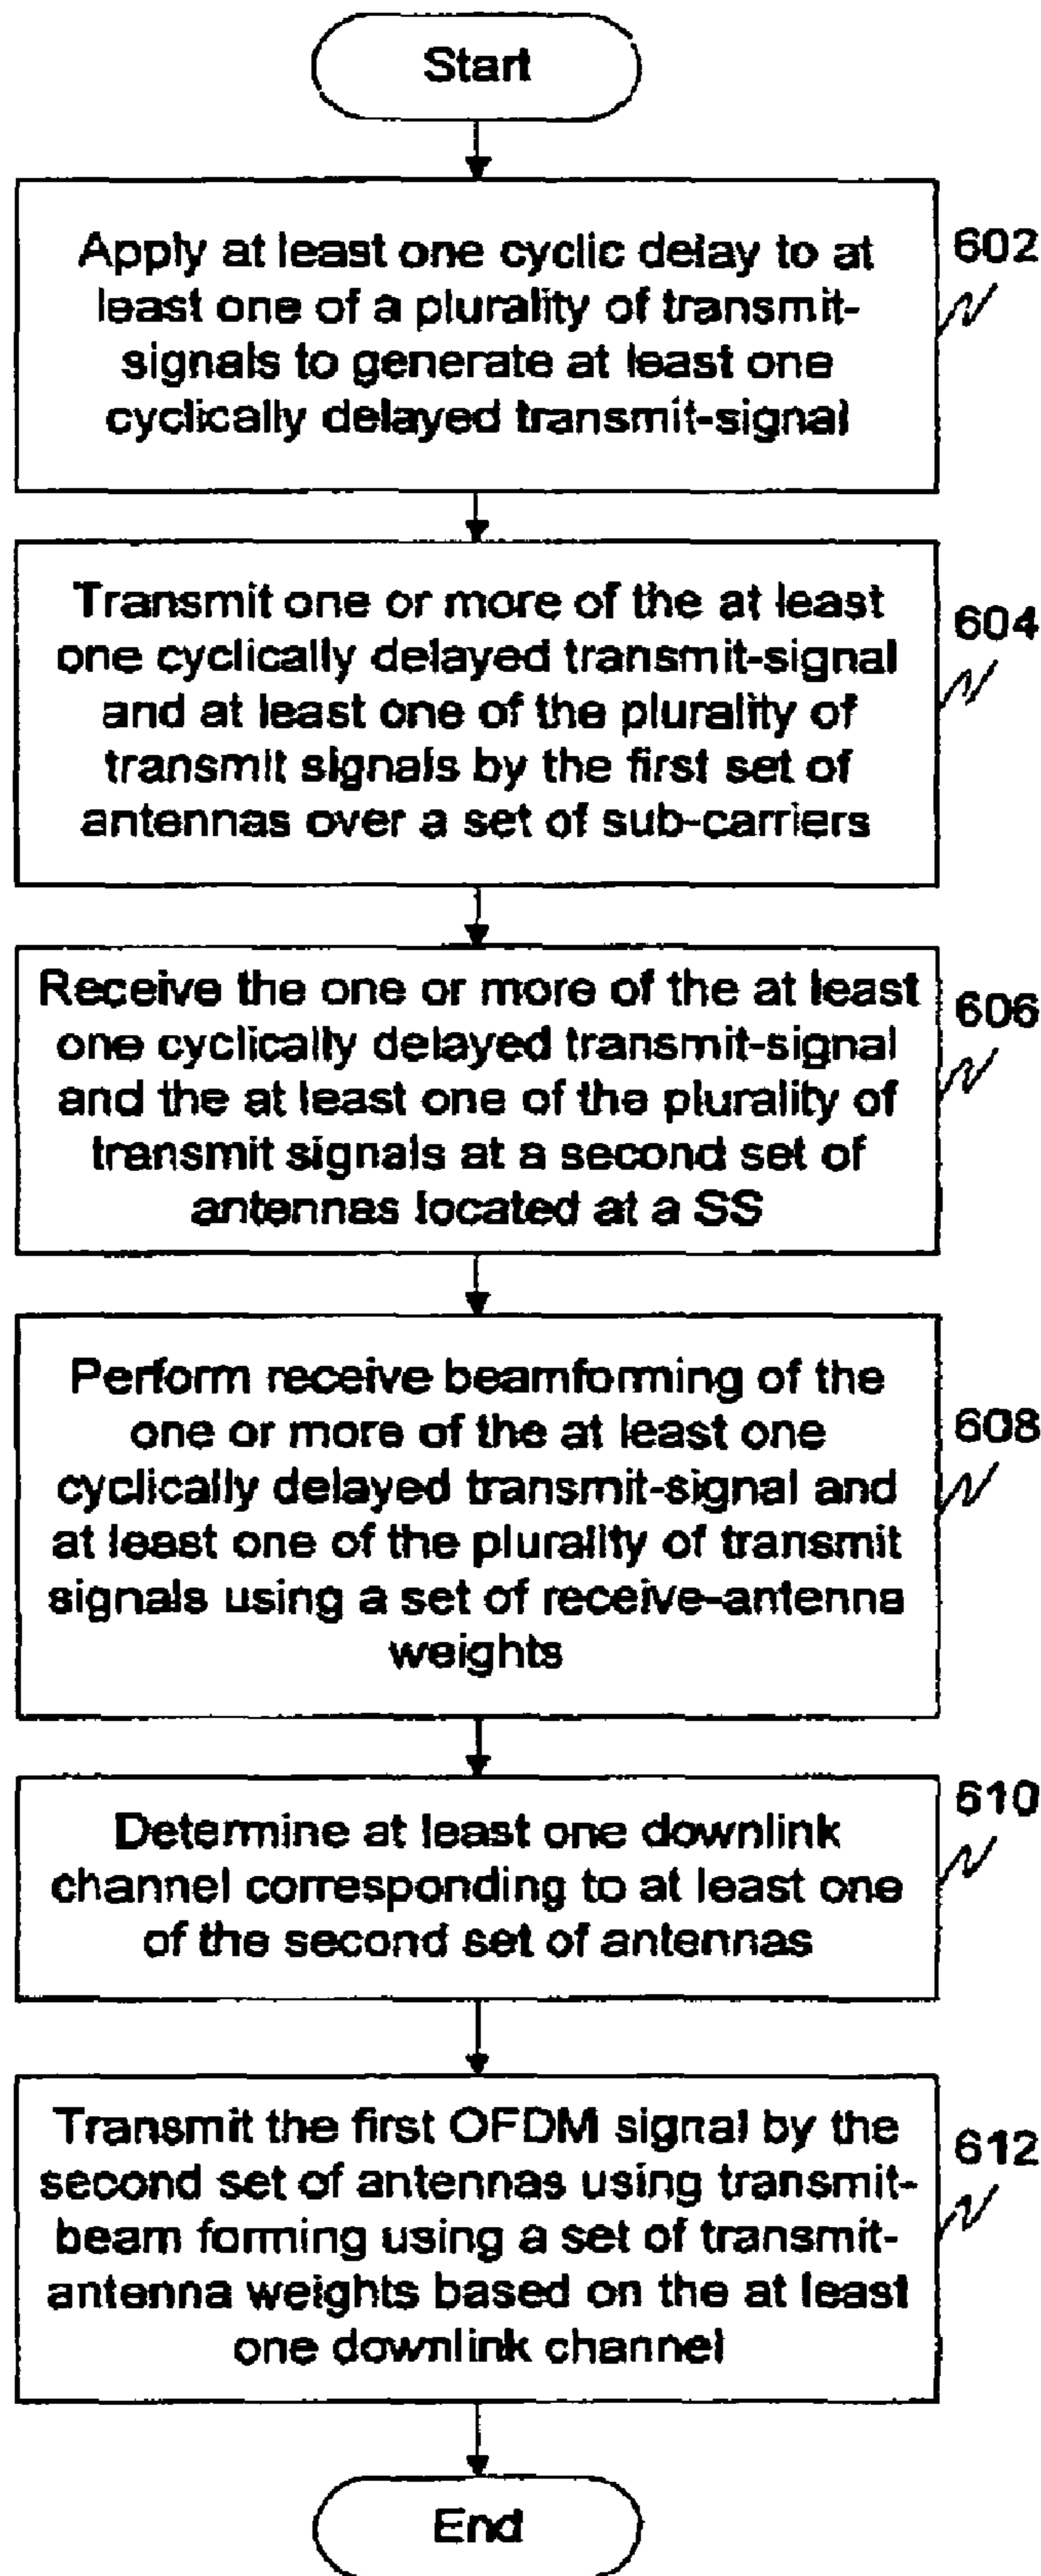 Start
Apply at least one cyclic delay to at
least one of a plurality of transmit-
signals to generate at least one
cyclically delayed transmit-signal
602
Transmit one or more of the at least
one cyclically delayed transmit-signal
and at least one of the plurality of
transmit signals by the first set of
antennas over a set of sub-carriers
604
Receive the one or more of the at least
one cyclically delayed transmit-signal
and the at least one of the plurality of
transmit signals at a second set of
antennas located at a SS
606
Perform receive beamforming of the
one or more of the at least one
cyclically delayed transmit-signal and
at least one of the plurality of transmit
signals using a set of receive-antenna
weights
608
Determine at least one downlink
channel corresponding to at least one
of the second set of antennas
610
Transmit the first OFDM signal by the
second set of antennas using transmit-
beam forming using a set of transmit-
antenna weights based on the at least
one downlink channel
612
End